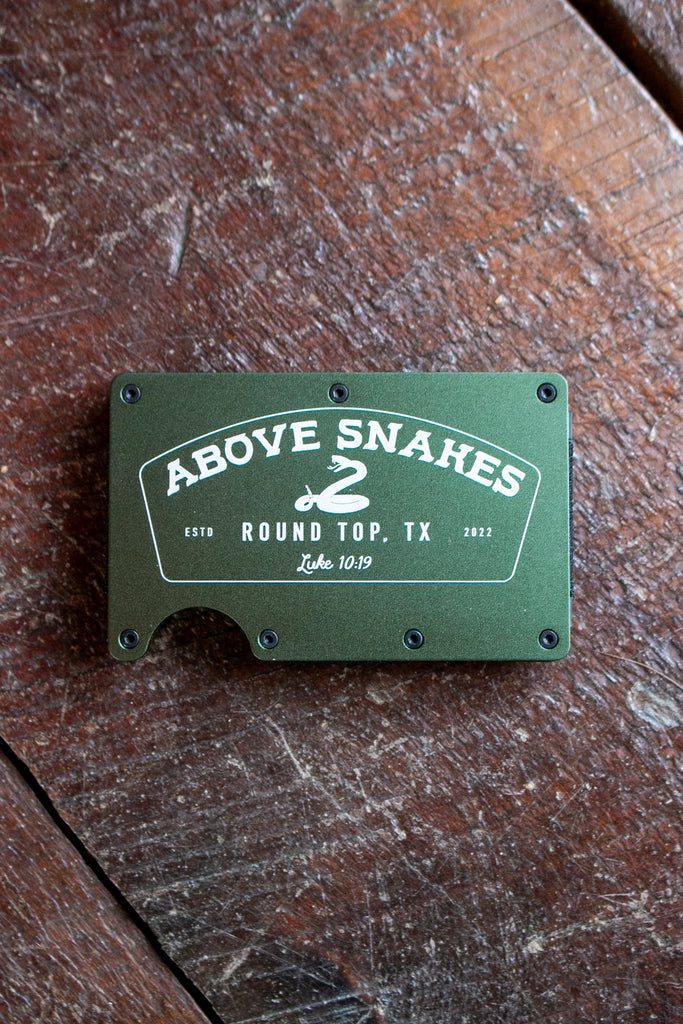 ABOVE SNAKES
ESTD ROUND TOP, TX 2022
Luke 10:19